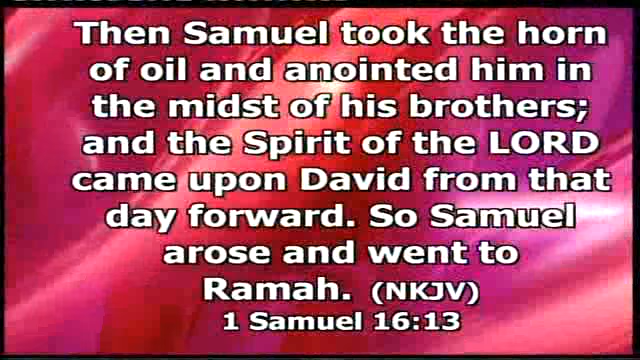 Then Samuel took the horn
of oil and anointed him in
the midst of his brothers;
and the Spirit of the LORD
came upon David from that
day forward. So Samuel
arose and went to
Ramah. (NKJV)
1 Samuel 16:13